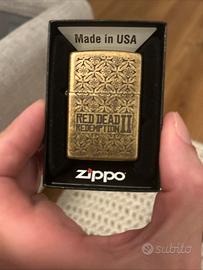 Made in USA
RED DEAD
REDEMPTION II
zippo
subito